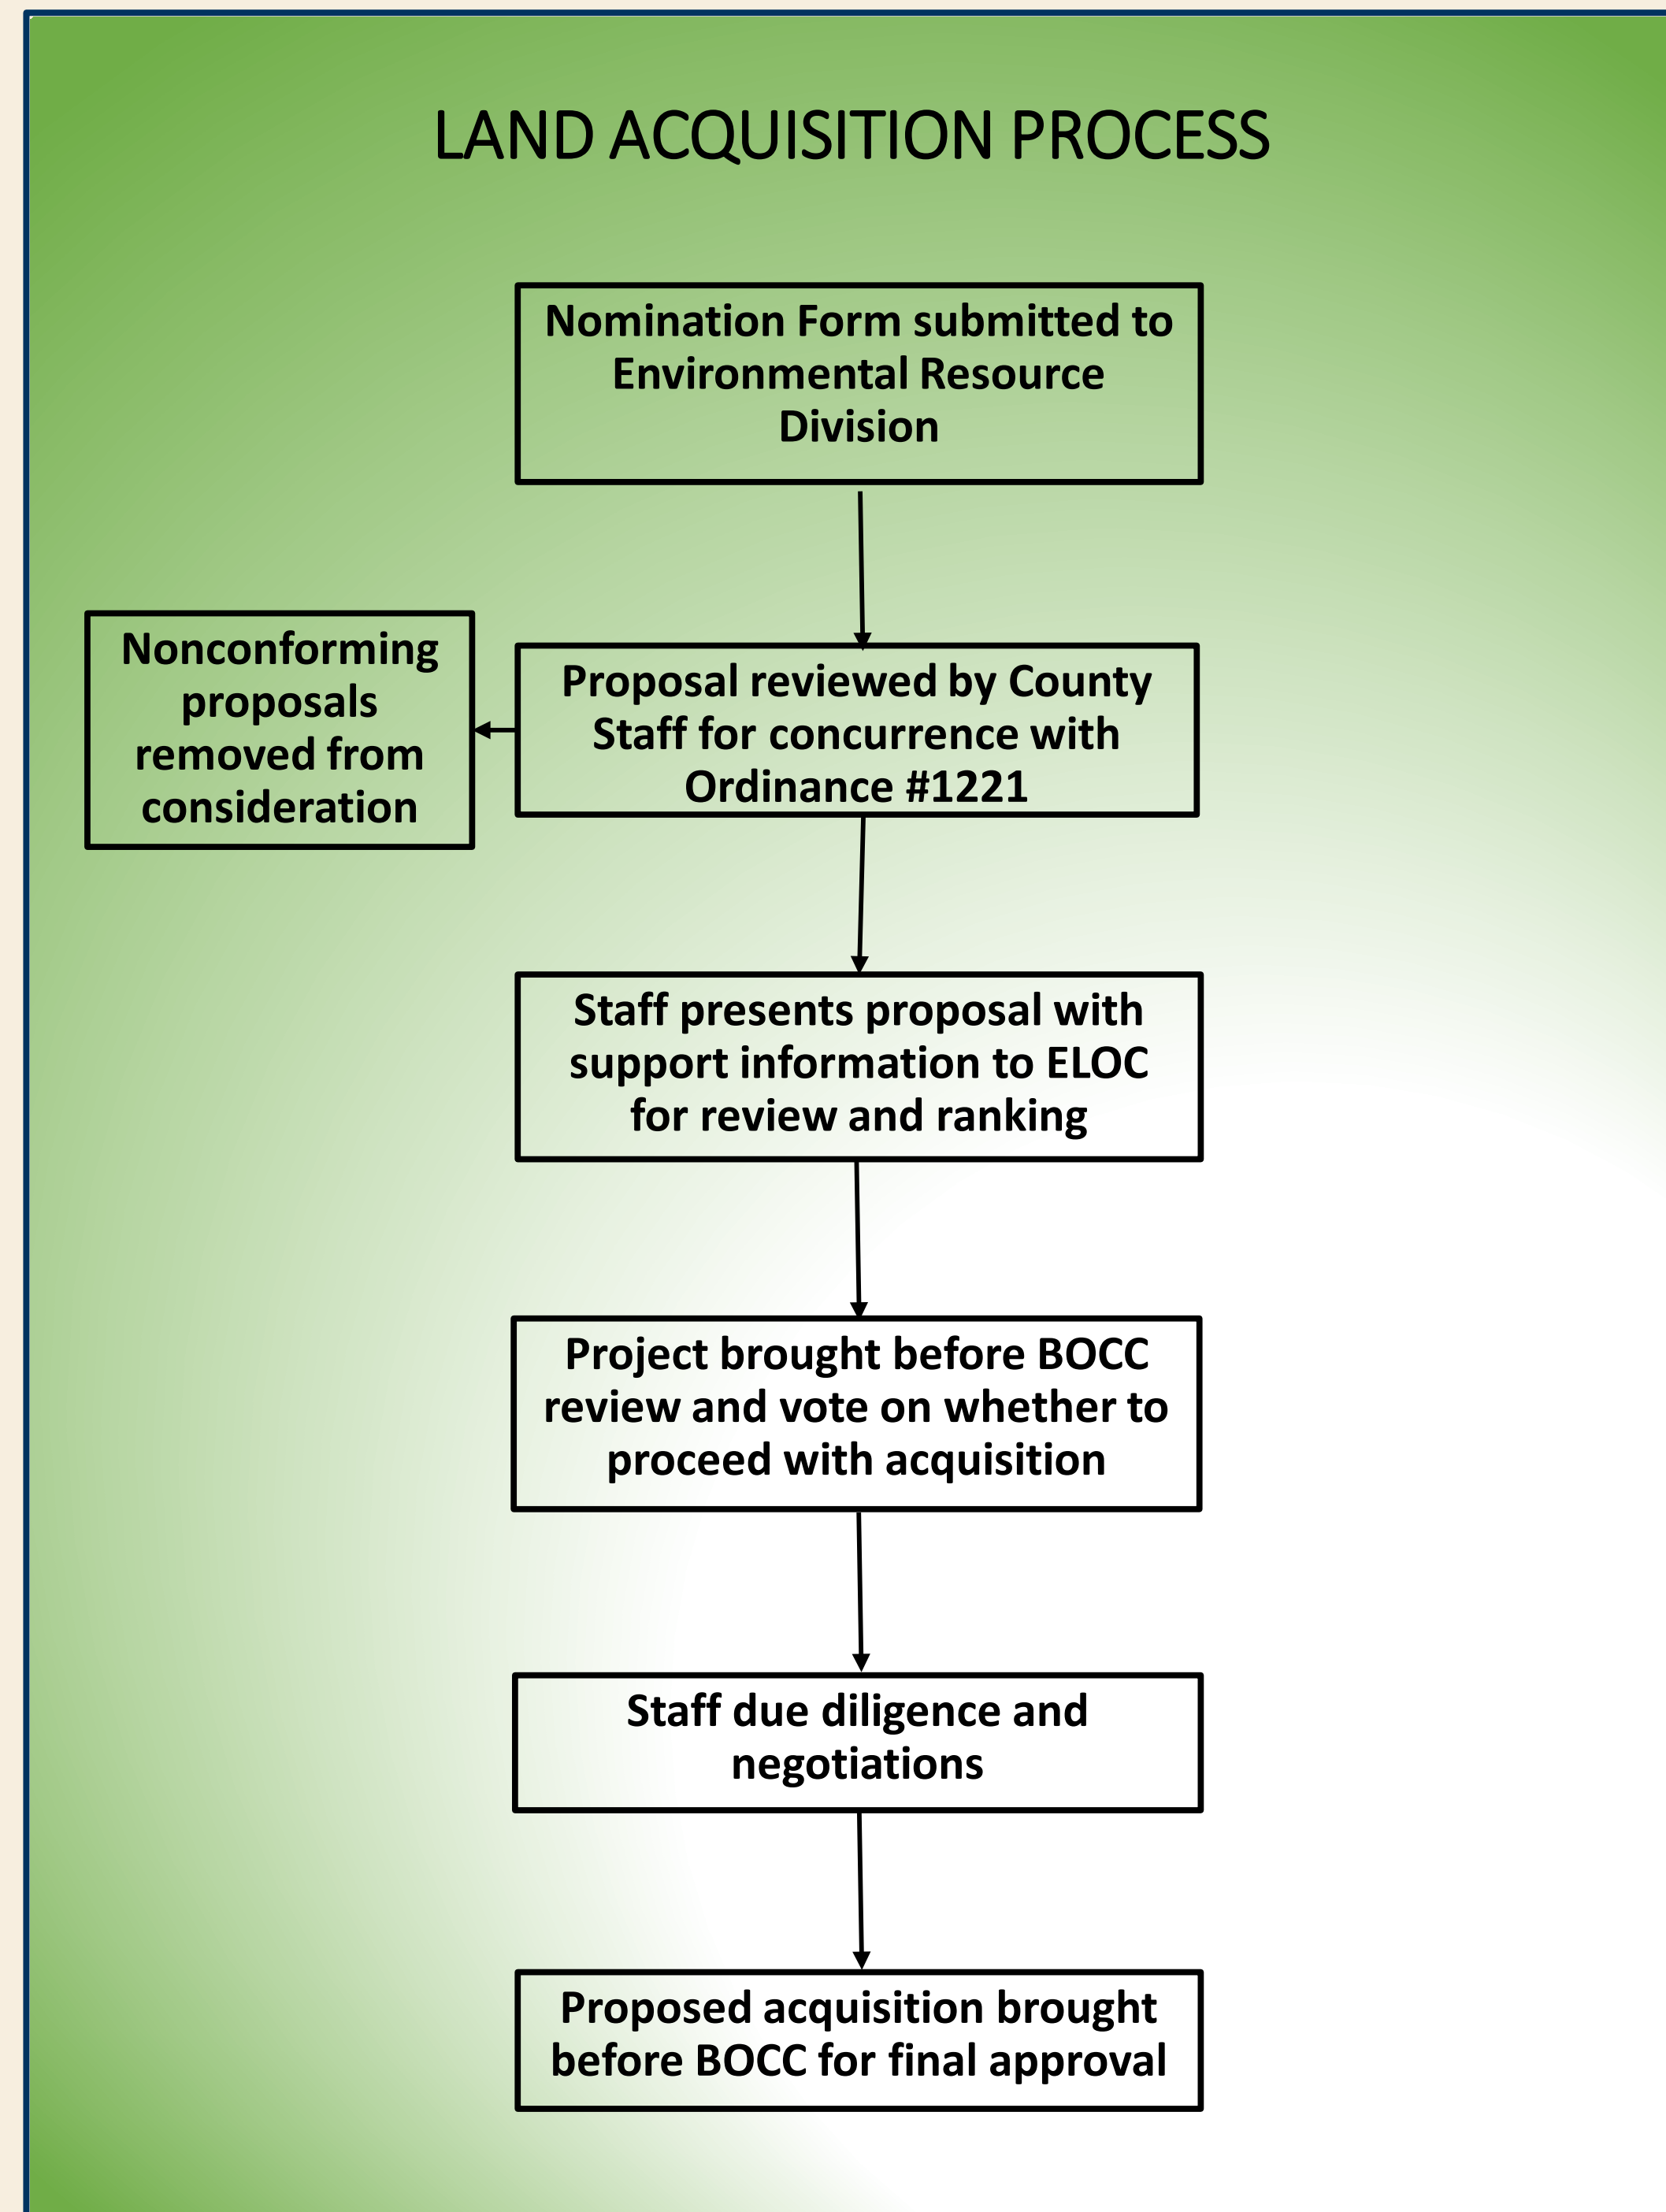 LAND ACQUISITION PROCESS
Nomination Form submitted to
Environmental Resource
Division
Nonconforming
proposals
removed from
consideration
Proposal reviewed by County
Staff for concurrence with
Ordinance #1221
Staff presents proposal with
support information to ELOC
for review and ranking
Project brought before BOCC
review and vote on whether to
proceed with acquisition
Staff due diligence and
negotiations
Proposed acquisition brought
before BOCC for final approval